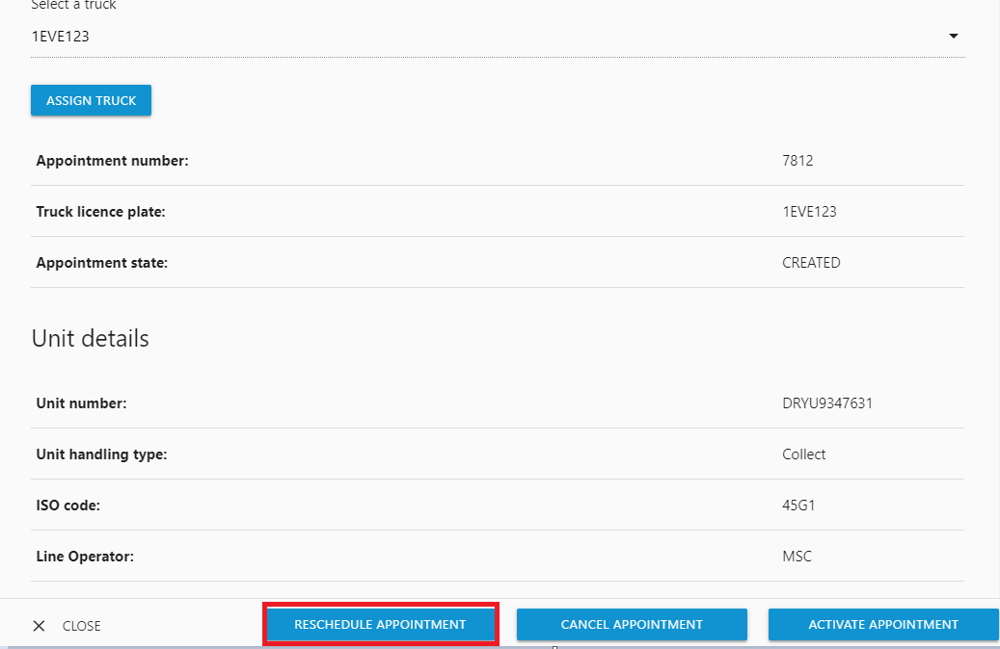 Select a truck
1EVE123
ASSIGN TRUCK
Appointment number: 7812
Truck licence plate: 1EVE123
Appointment state: CREATED
Unit details
Unit number: DRYU9347631
Unit handling type: Collect
ISO code: 45G1
Line Operator: MSC
CLOSE RESCHEDULE APPOINTMENT CANCEL APPOINTMENT ACTIVATE APPOINTMENT